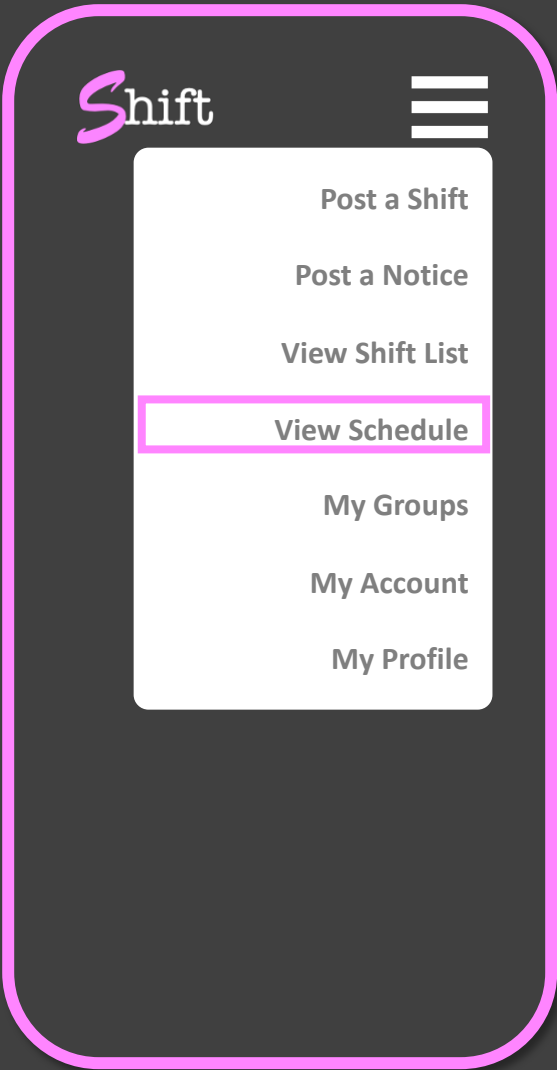 Shift
Post a Shift
Post a Notice
View Shift List
View Schedule
My Groups
My Account
My Profile